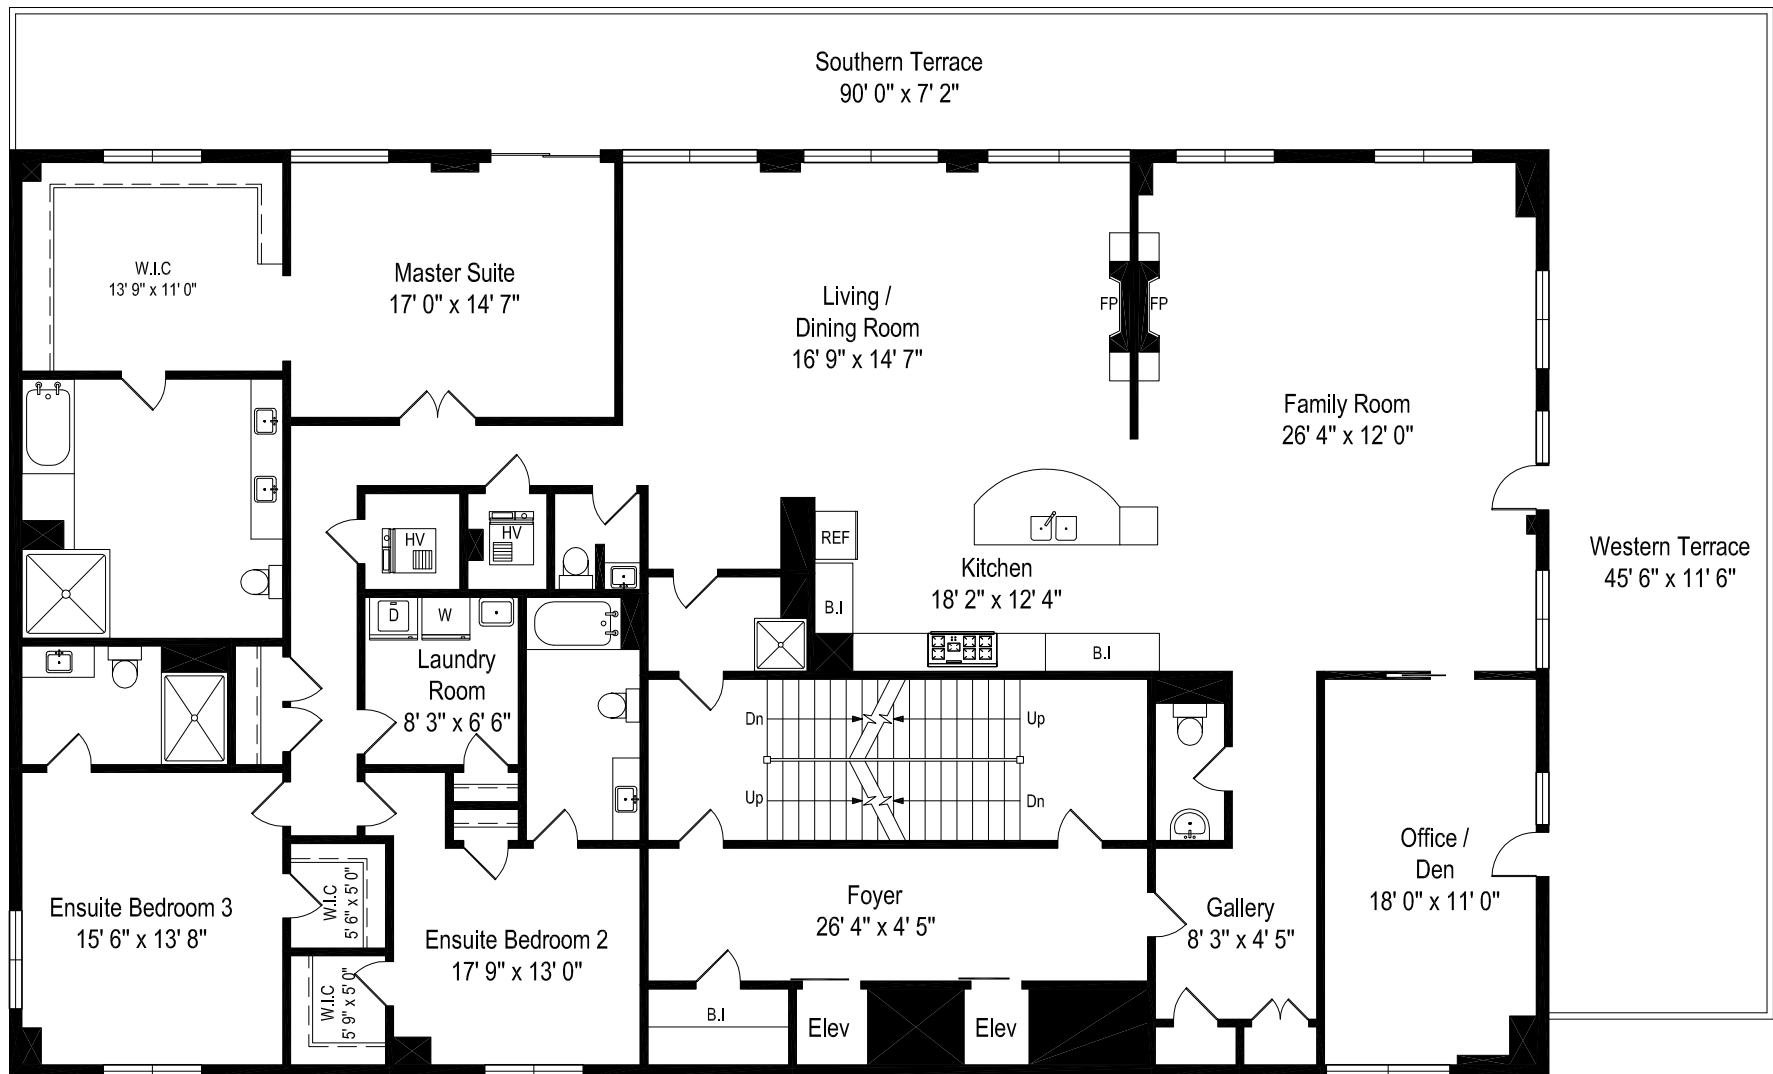 Southern Terrace
90' 0" x 7' 2"
W.I.C
13' 9" x 11' 0"
Master Suite
17' 0" x 14' 7"
Living /
Dining Room
16' 9" x 14' 7"
FP
FP
Family Room
26' 4" x 12' 0"
HV
HV
REF
Kitchen
18' 2" x 12' 4"
B.I
B.I
Western Terrace
45' 6" x 11' 6"
D
W
Laundry
Room
8' 3" x 6' 6"
Dn
Up
Up
Dn
Office /
Den
18' 0" x 11' 0"
Ensuite Bedroom 3
15' 6" x 13' 8"
W.I.C
5' 6" x 5' 0"
Ensuite Bedroom 2
17' 9" x 13' 0"
Foyer
26' 4" x 4' 5"
Gallery
8' 3" x 4' 5"
W.I.C
5' 9" x 5' 0"
B.I
Elev
Elev